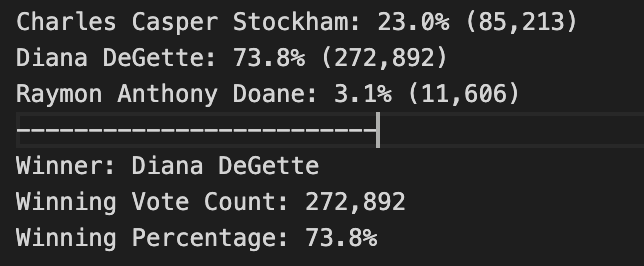 Charles Casper Stockham: 23.0% (85,213)
Diana DeGette: 73.8% (272,892)
Raymon Anthony Doane: 3.1% (11,606)
-------------------------
Winner: Diana DeGette
Winning Vote Count: 272,892
Winning Percentage: 73.8%